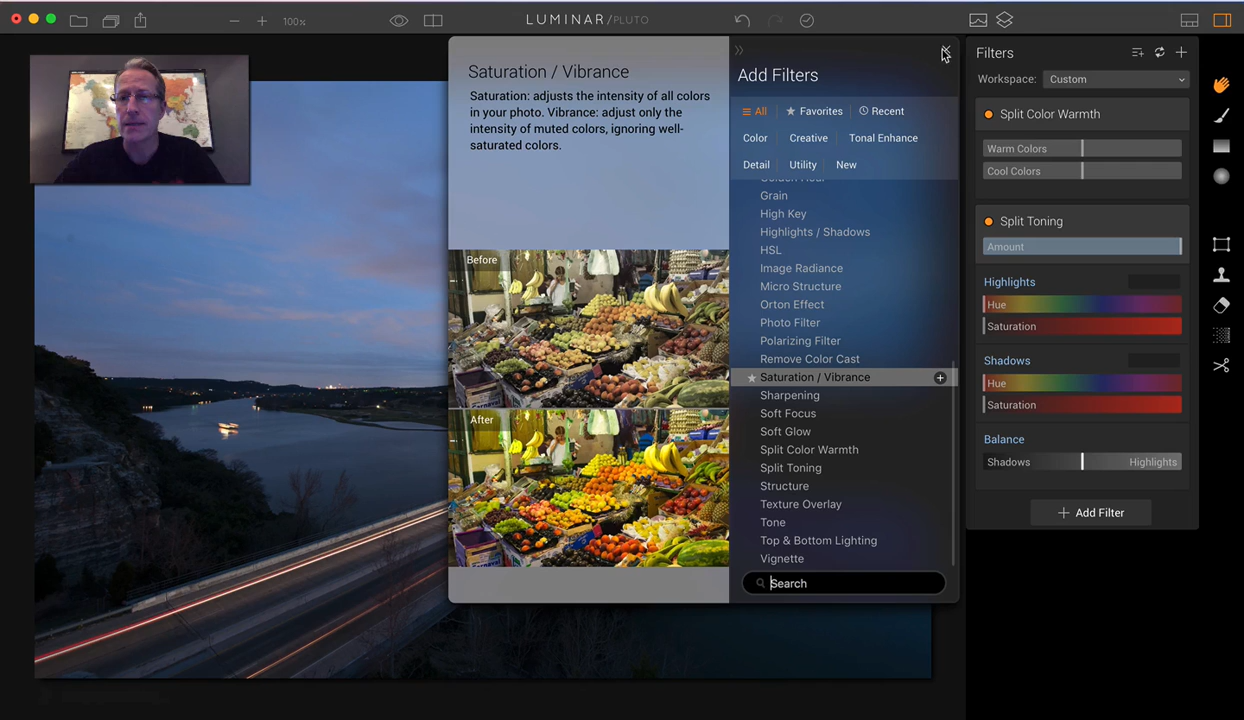 100%
LUMINAR/PLUTO
Saturation / Vibrance
Saturation: adjusts the intensity of all colors
in your photo. Vibrance: adjust only the
intensity of muted colors, ignoring well-
saturated colors.
Before
After
Add Filters
All
Favorites
Recent
Color
Creative
Tonal Enhance
Detail
Utility
New
Golden Hour
Grain
High Key
Highlights / Shadows
HSL
Image Radiance
Micro Structure
Orton Effect
Photo Filter
Polarizing Filter
Remove Color Cast
Saturation / Vibrance
Sharpening
Soft Focus
Soft Glow
Split Color Warmth
Split Toning
Structure
Texture Overlay
Tone
Top & Bottom Lighting
Vignette
Search
Filters
Workspace: Custom
Split Color Warmth
Warm Colors
Cool Colors
Split Toning
Amount
Highlights
Hue
Saturation
Shadows
Hue
Saturation
Balance
Shadows Highlights
Add Filter